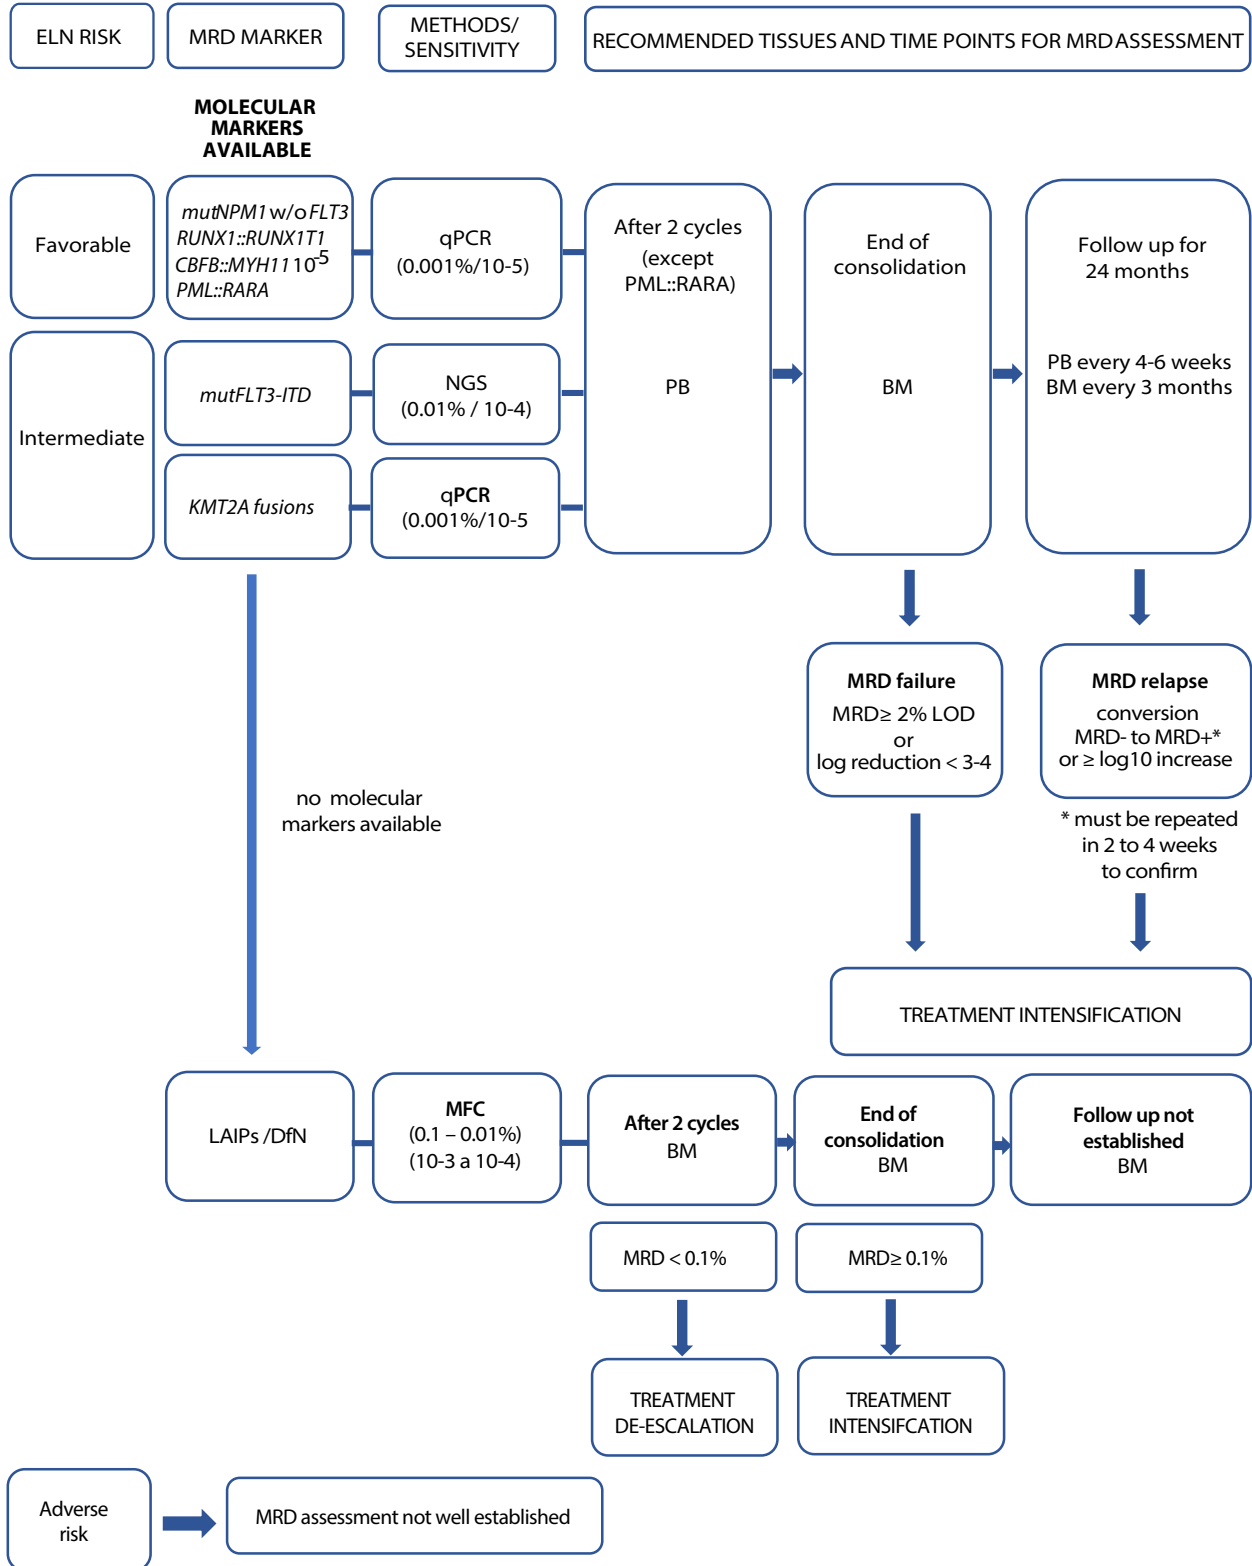 ELN RISK
MRD MARKER
METHODS/
SENSITIVITY
RECOMMENDED TISSUES AND TIME POINTS FOR MRD ASSESSMENT
MOLECULAR
MARKERS
AVAILABLE
Favorable
mutNPM1 w/o FLT3
RUNX1::RUNX1T1
CBFB::MYH11 10-5
PML::RARA
qPCR
(0.001%/10-5)
After 2 cycles
(except
PML::RARA)
PB
End of
consolidation
BM
Follow up for
24 months
PB every 4-6 weeks
BM every 3 months
Intermediate
mutFLT3-ITD
NGS
(0.01% / 10-4)
KMT2A fusions
qPCR
(0.001%/10-5
MRD failure
MRD≥ 2% LOD
or
log reduction < 3-4
MRD relapse
conversion
MRD- to MRD+*
or ≥ log10 increase
* must be repeated
in 2 to 4 weeks
to confirm
no molecular
markers available
TREATMENT INTENSIFICATION
LAIPs /DfN
MFC
(0.1 – 0.01%)
(10-3 a 10-4)
After 2 cycles
BM
End of
consolidation
BM
Follow up not
established
BM
MRD < 0.1%
MRD≥ 0.1%
TREATMENT
DE-ESCALATION
TREATMENT
INTENSIFCATION
Adverse
risk
MRD assessment not well established